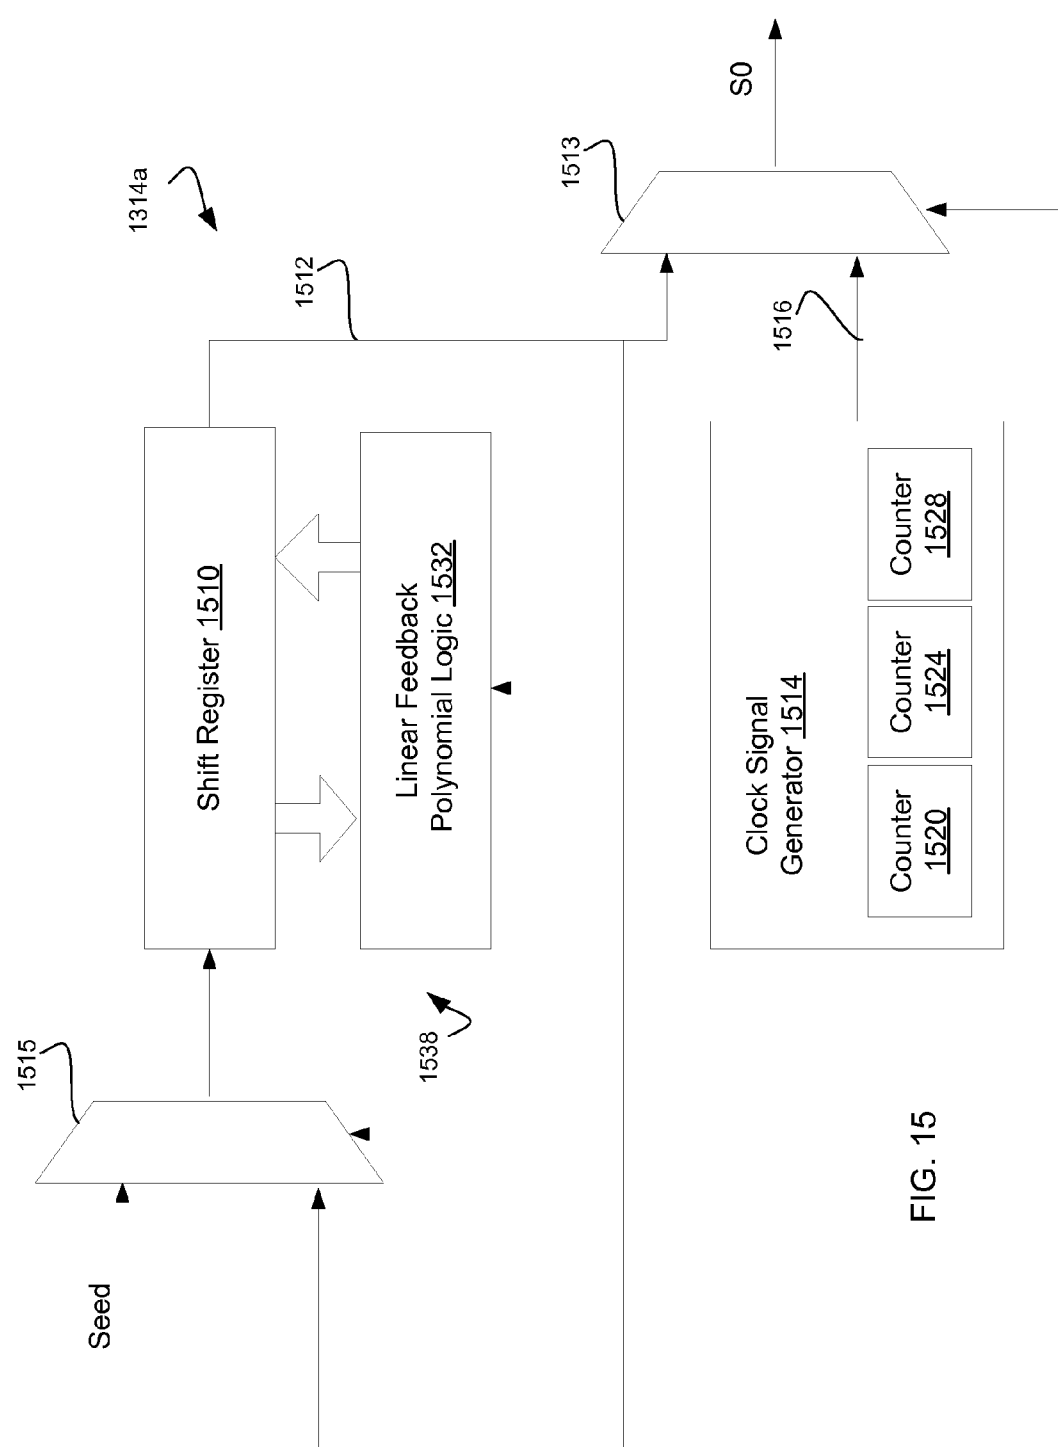 1314a
1515
Seed
Shift Register 1510
1512
Linear Feedback
Polynomial Logic 1532
1538
1513
S0
1516
Clock Signal
Generator 1514
Counter
1520
Counter
1524
Counter
1528
FIG. 15